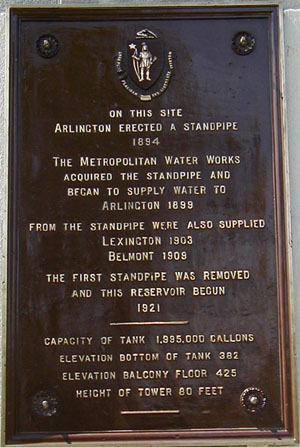 ON THIS SITE
ARLINGTON ERECTED A STANDPIPE
1894
THE METROPOLITAN WATER WORKS
ACQUIRED THE STANDPIPE AND
BEGAN TO SUPPLY WATER TO
ARLINGTON 1899
FROM THE STANDPIPE WERE ALSO SUPPLIED
LEXINGTON 1903
BELMONT 1909
THE FIRST STANDPIPE WAS REMOVED
AND THIS RESERVOIR BEGUN
1921
CAPACITY OF TANK 1,995,000 GALLONS
ELEVATION BOTTOM OF TANK 382
ELEVATION BALCONY FLOOR 425
HEIGHT OF TOWER 80 FEET